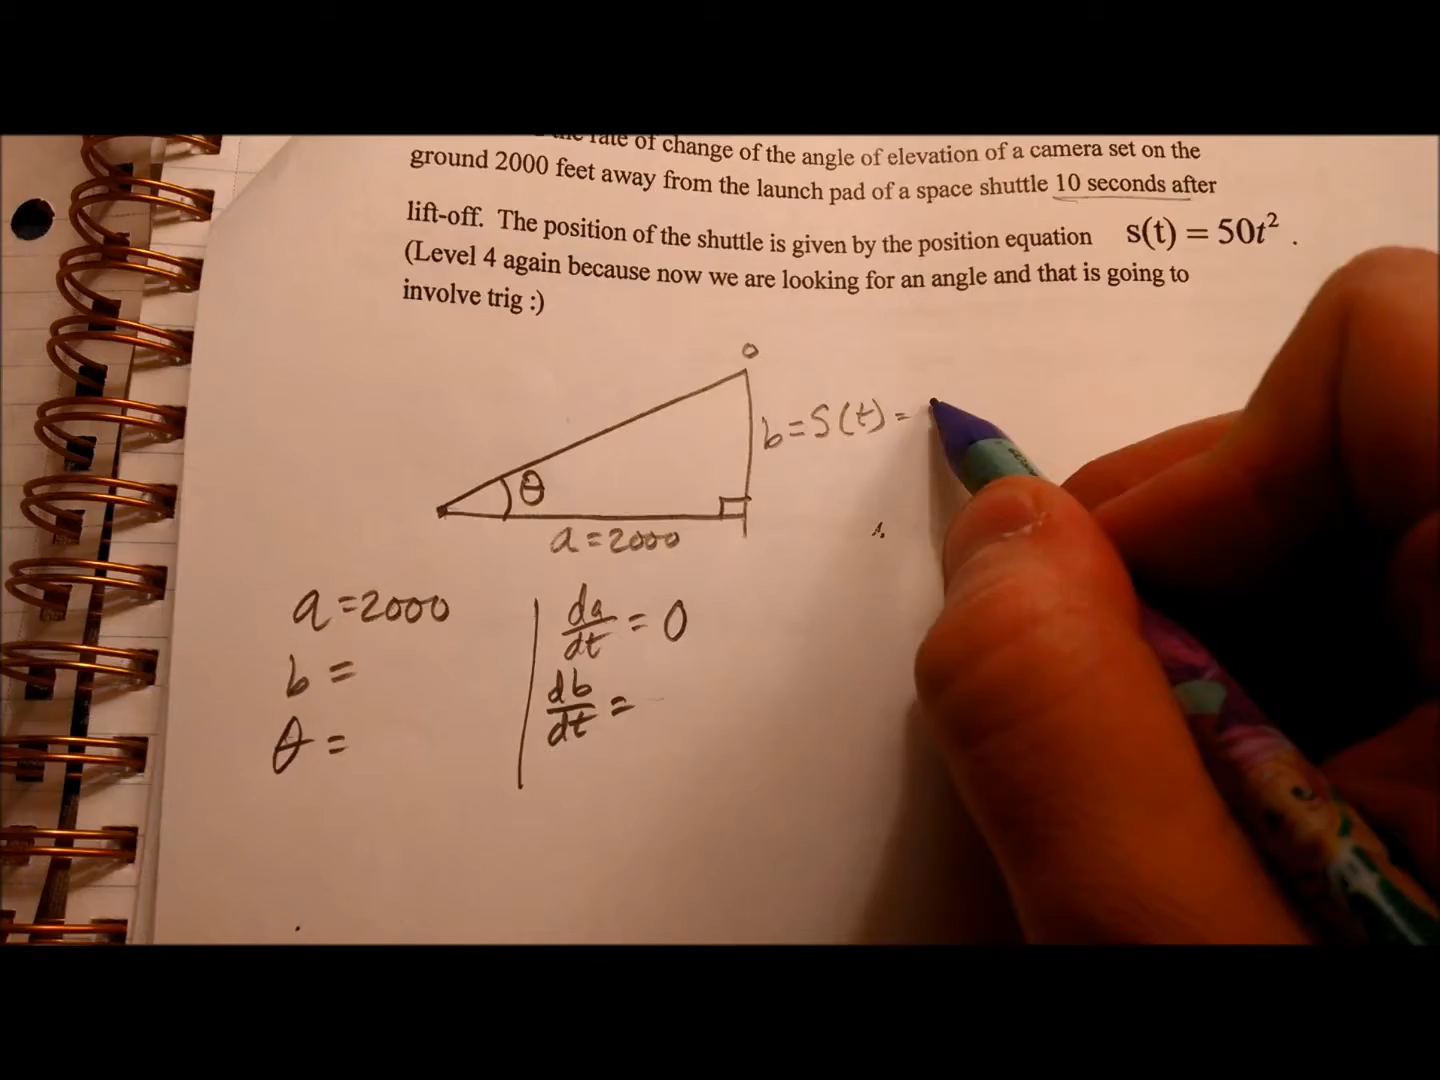 the rate of change of the angle of elevation of a camera set on the
ground 2000 feet away from the launch pad of a space shuttle 10 seconds after
lift-off. The position of the shuttle is given by the position equation s(t) = 50t² .
(Level 4 again because now we are looking for an angle and that is going to
involve trig :)
b = S(t) =
θ
a = 2000
a = 2000
da/dt = 0
b =
db/dt =
θ =